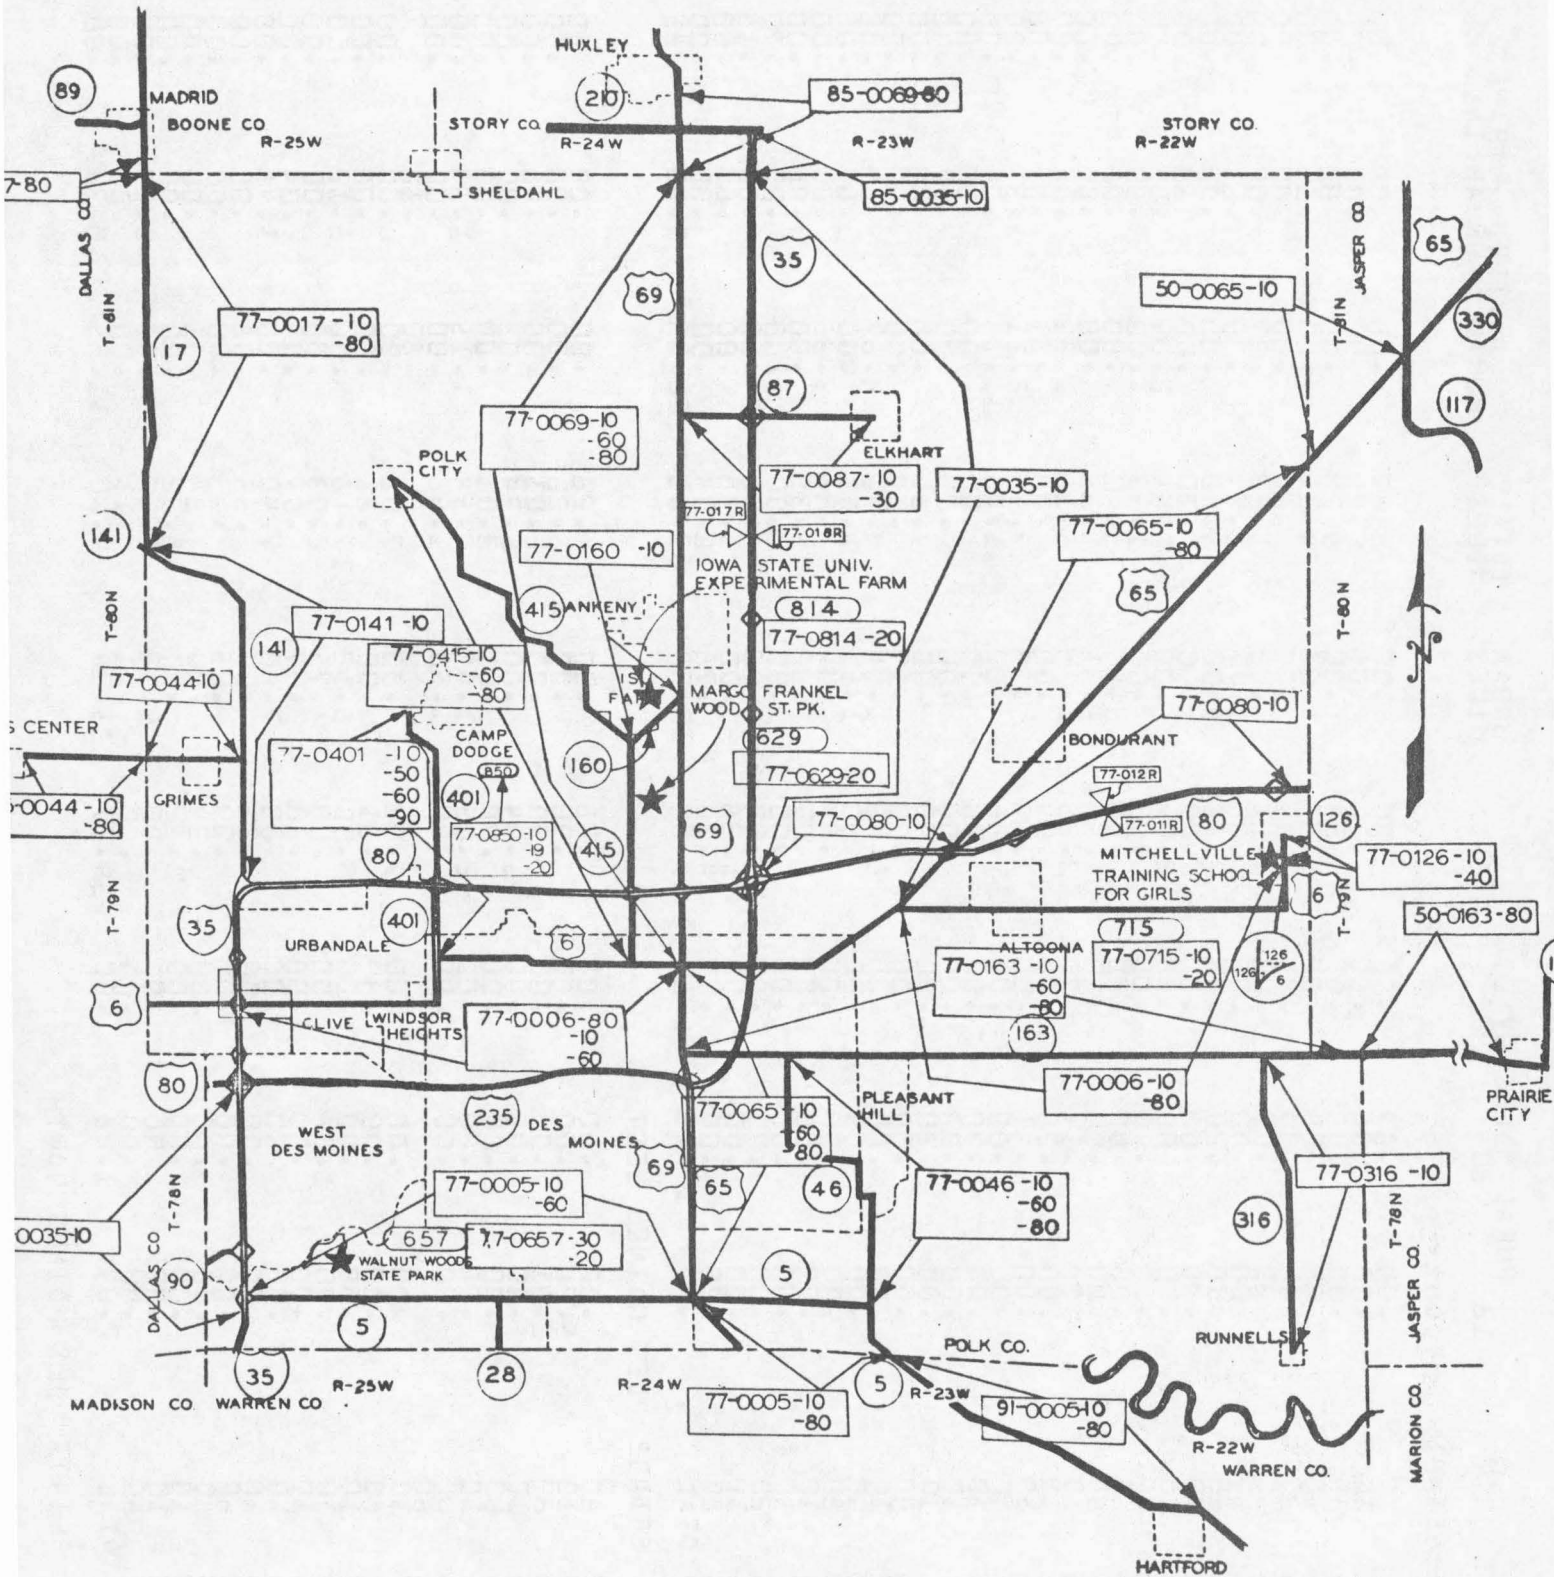 HUXLEY
89
MADRID
210
85-0069-80
BOONE CO.
STORY CO.
STORY CO.
R-25W
R-24W
R-23W
R-22W
7-80
SHELDAHL
85-0035-10
DALLAS CO
JASPER CO.
35
65
69
50-0065-10
T-81N
T-81N
77-0017-10
-80
330
17
87
117
77-0069-10
-60
-80
ELKHART
POLK
CITY
77-0087-10
-30
77-0035-10
77-017R
77-018R
77-0065-10
-80
141
77-0160 -10
IOWA STATE UNIV.
EXPERIMENTAL FARM
65
T-80N
T-80N
415
ANKENY
814
77-0141-10
77-0814-20
141
77-0415-10
-60
-80
77-0044-10
MARGO FRANKEL
WOOD ST. PK.
77-0080-10
S CENTER
CAMP
DODGE
629
BONDURANT
77-0401 -10
-50
-60
-90
850
160
77-0629-20
77-012R
GRIMES
401
-0044-10
-80
69
77-0080-10
77-011R
80
126
77-0850-10
-19
-20
415
80
MITCHELLVILLE
TRAINING SCHOOL
FOR GIRLS
77-0126-10
-40
T-79N
6
T-79N
35
401
715
50-0163-80
URBANDALE
6
ALTOONA
77-0163-10
-60
-80
77-0715-10
-20
126
126
6
6
CLIVE
WINDSOR
HEIGHTS
77-0006-80
-10
-60
163
80
77-0006-10
-80
PRAIRIE
CITY
235
DES
MOINES
77-0065-10
-60
-80
PLEASANT
HILL
WEST
DES MOINES
69
65
46
77-0046-10
-60
-80
77-0316 -10
77-0005-10
-60
T-78N
T-78N
316
0035-10
657
77-0657-30
-20
WALNUT WOODS
STATE PARK
90
5
DALLAS CO
JASPER CO.
5
RUNNELLS
POLK CO.
35
28
5
R-25W
R-24W
R-23W
MADISON CO.
WARREN CO
77-0005-10
-80
91-0005-10
-80
R-22W
WARREN CO.
MARION CO.
HARTFORD